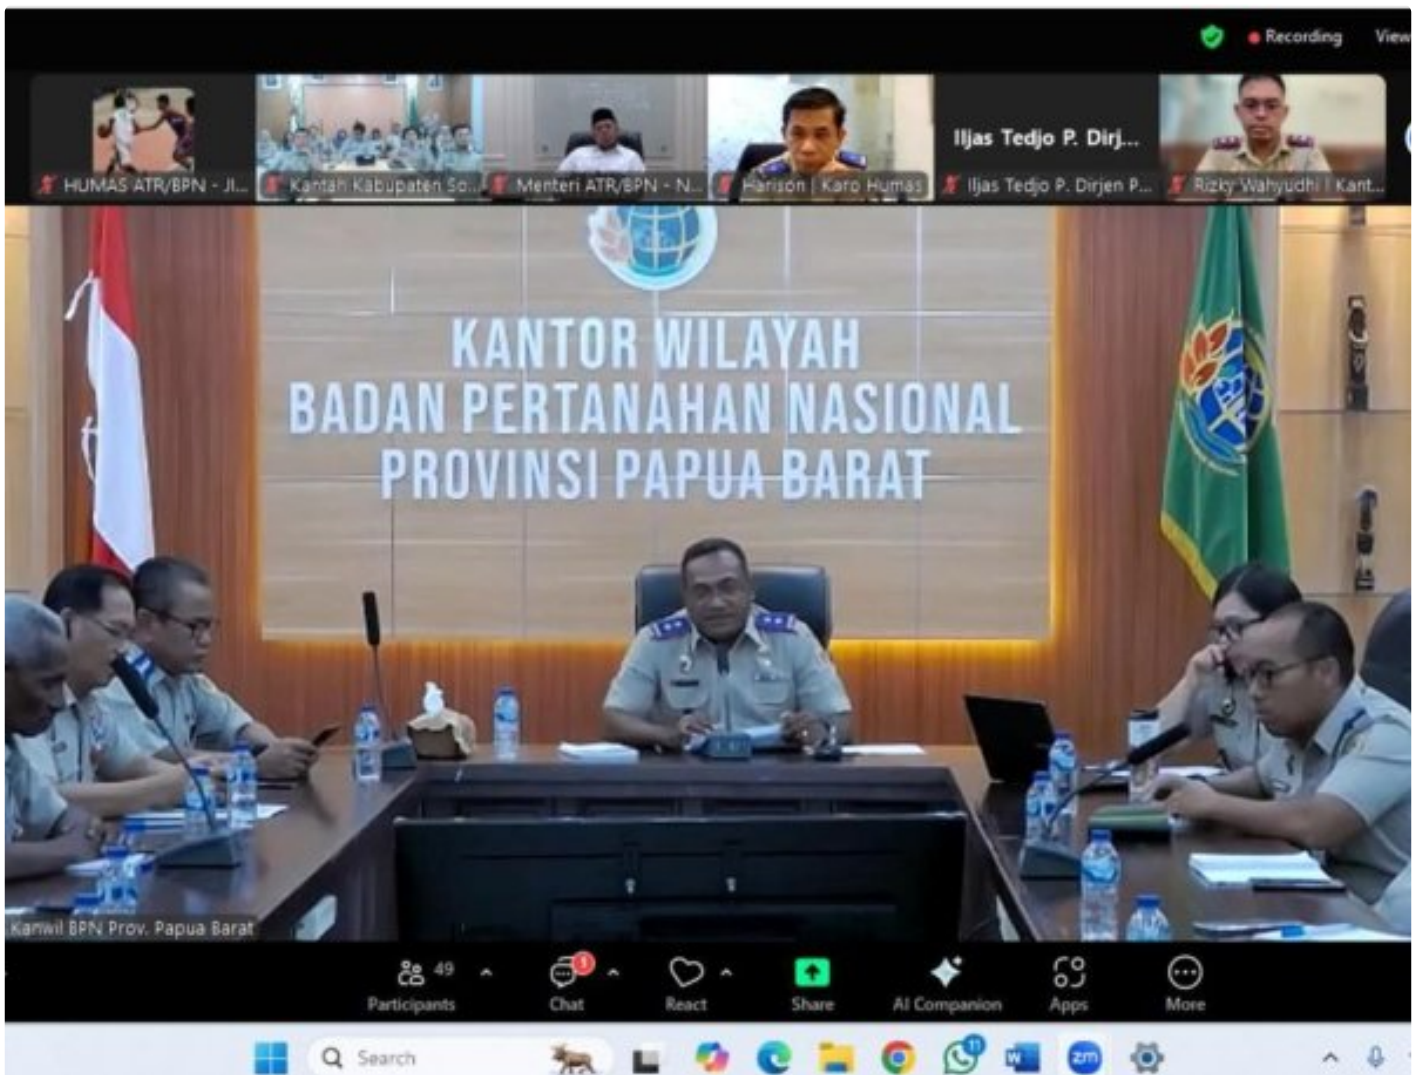 Recording View
Iljas Tedjo P. Dirj...
HUMAS ATR/BPN - JI...
Kantah Kabupaten So...
Menteri ATR/BPN - N...
Harison | Karo Humas
Iljas Tedjo P. Dirjen P...
Rizky Wahyudhi | Kant...
KANTOR WILAYAH
BADAN PERTANAHAN NASIONAL
PROVINSI PAPUA BARAT
Kanwil BPN Prov. Papua Barat
49
Participants
Chat
React
Share
AI Companion
Apps
More
Search
11
W
zm